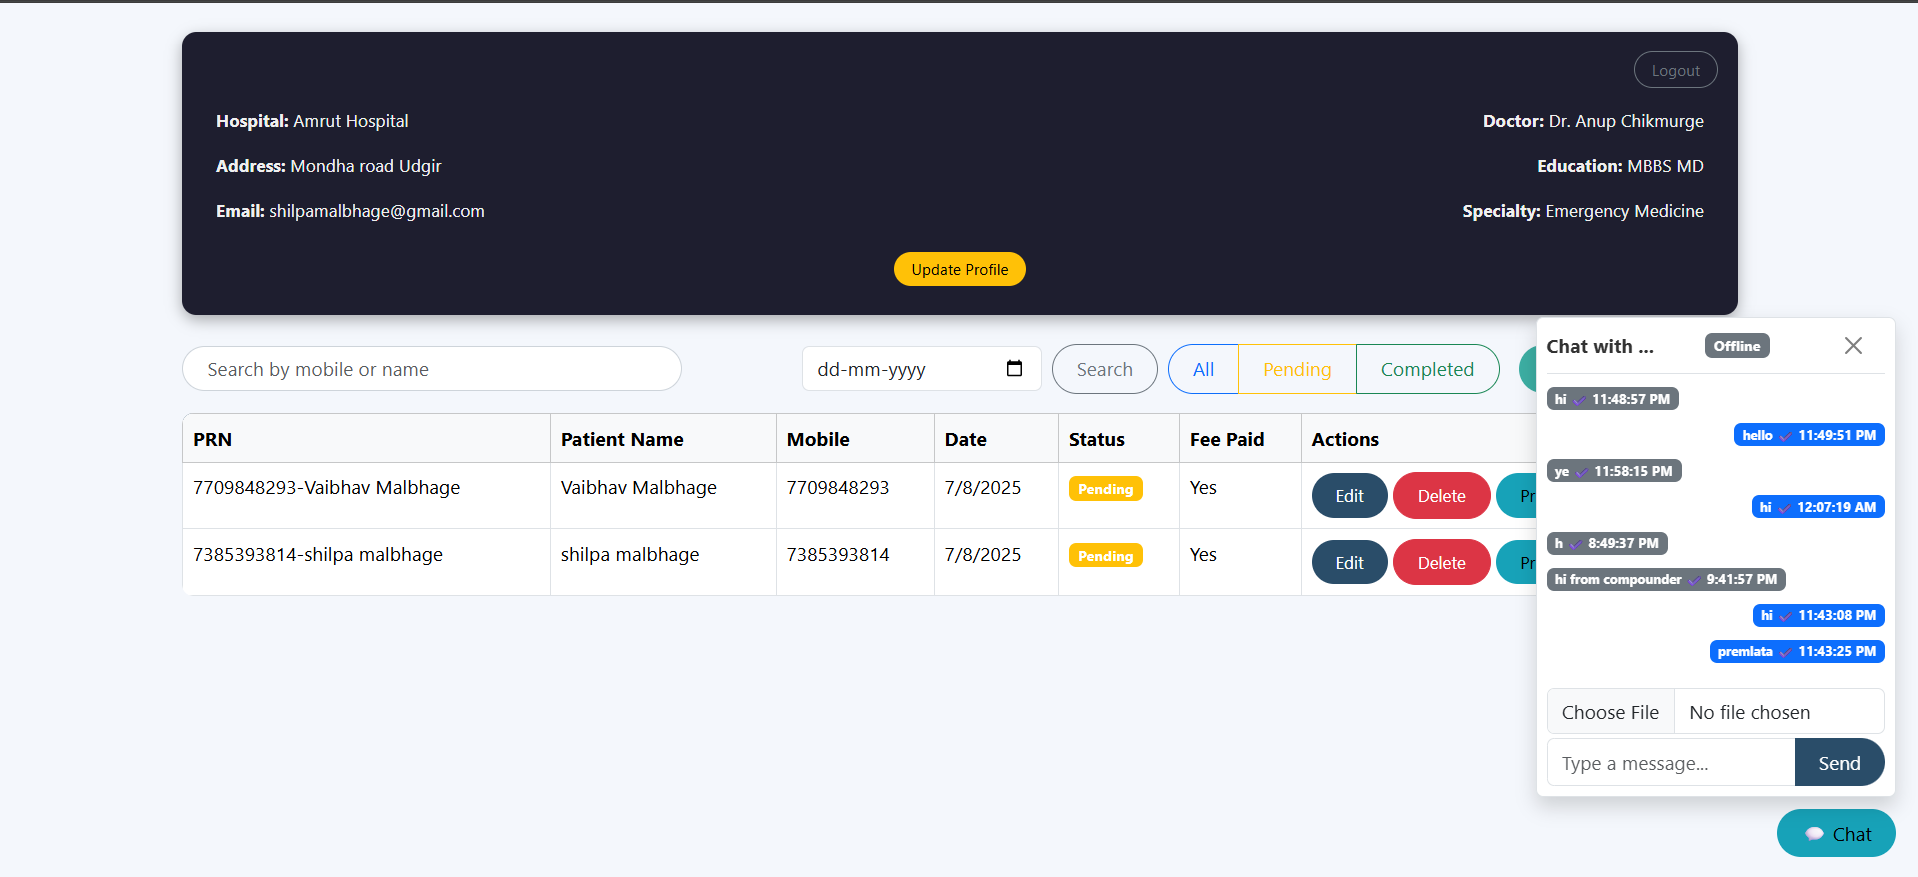 Logout
Hospital: Amrut Hospital
Doctor: Dr. Anup Chikmurge
Address: Mondha road Udgir
Education: MBBS MD
Email: shilpamalbhage@gmail.com
Specialty: Emergency Medicine
Update Profile
Search by mobile or name
dd-mm-yyyy
Search
All
Pending
Completed
PRN Patient Name Mobile Date Status Fee Paid Actions
7709848293-Vaibhav Malbhage Vaibhav Malbhage 7709848293 7/8/2025 Pending Yes Edit Delete Pr
7385393814-shilpa malbhage shilpa malbhage 7385393814 7/8/2025 Pending Yes Edit Delete Pr
Chat with ... Offline
hi 11:48:57 PM
hello 11:49:51 PM
ye 11:58:15 PM
hi 12:07:19 AM
h 8:49:37 PM
hi from compounder 9:41:57 PM
hi 11:43:08 PM
premlata 11:43:25 PM
Choose File No file chosen
Type a message... Send
Chat